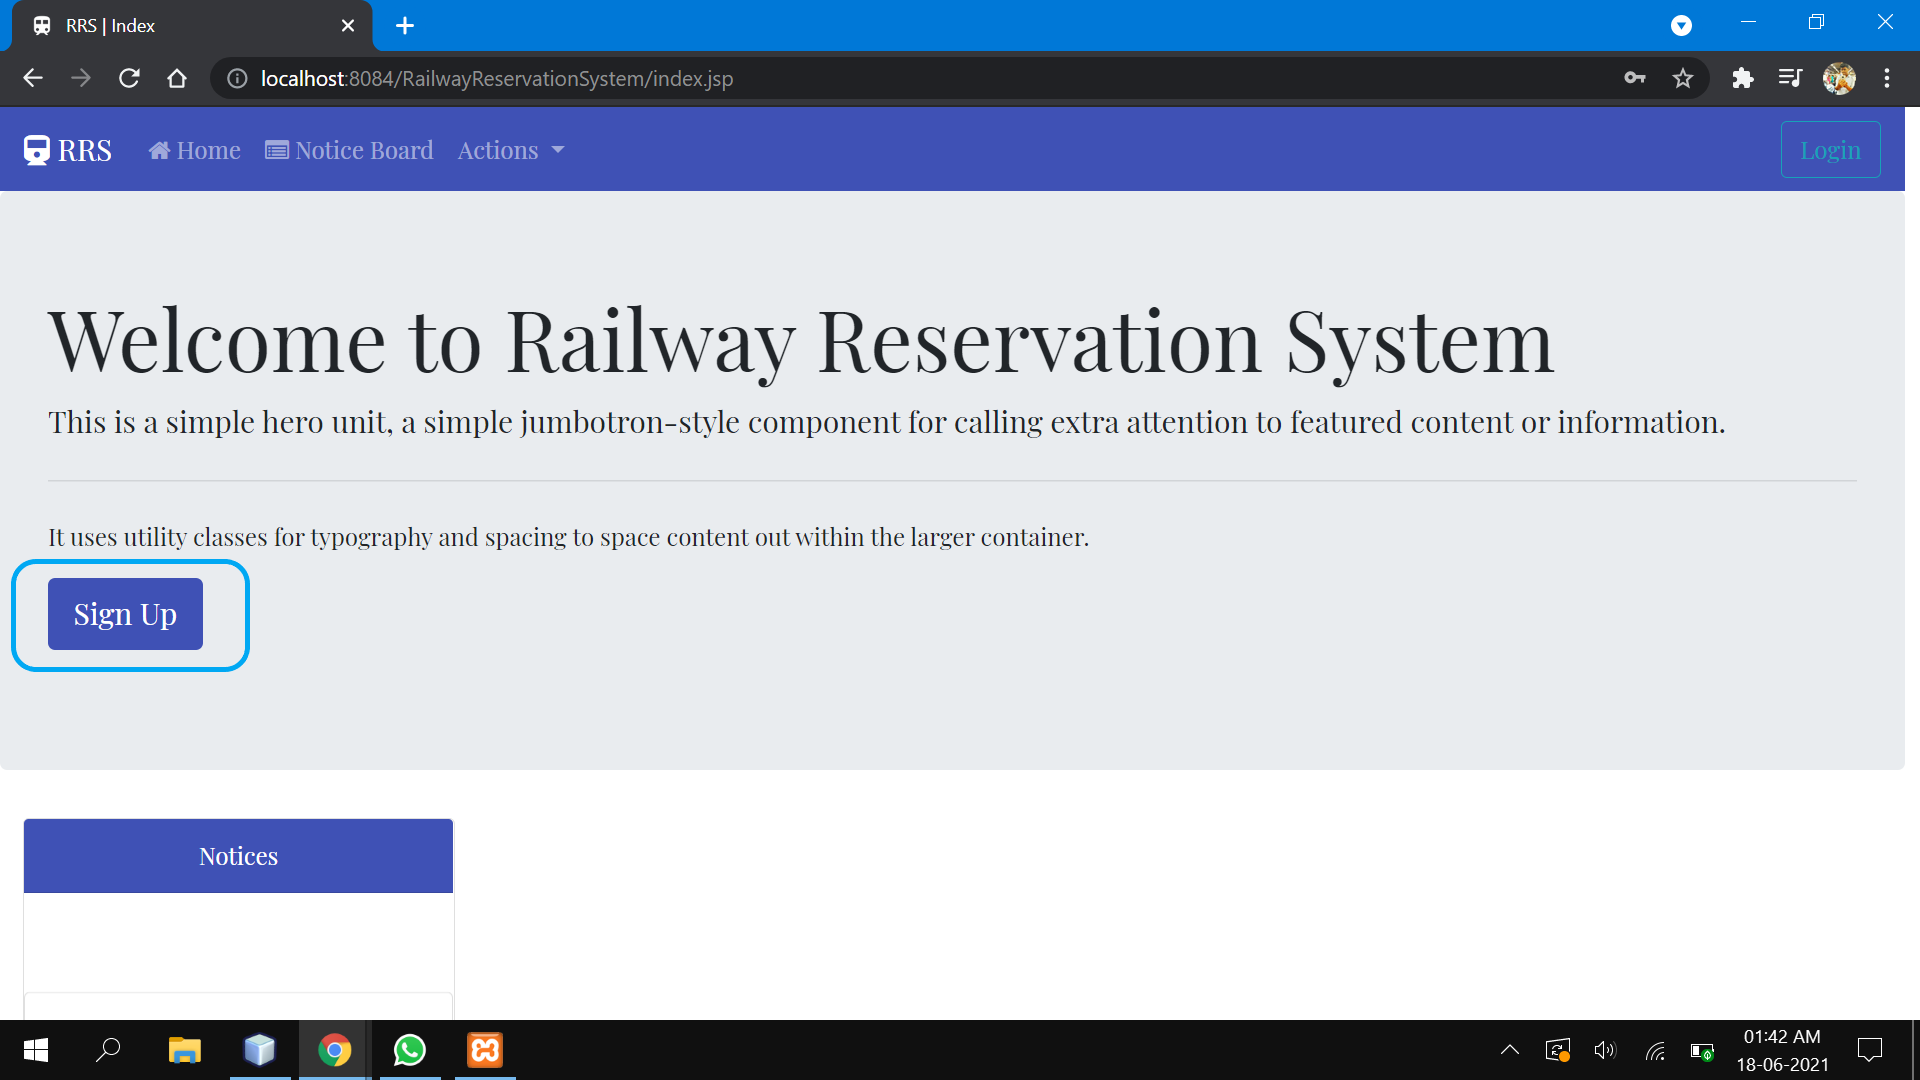 RRS | Index
localhost:8084/RailwayReservationSystem/index.jsp
RRS Home Notice Board Actions Login
Welcome to Railway Reservation System
This is a simple hero unit, a simple jumbotron-style component for calling extra attention to featured content or information.
It uses utility classes for typography and spacing to space content out within the larger container.
Sign Up
Notices
01:42 AM
18-06-2021